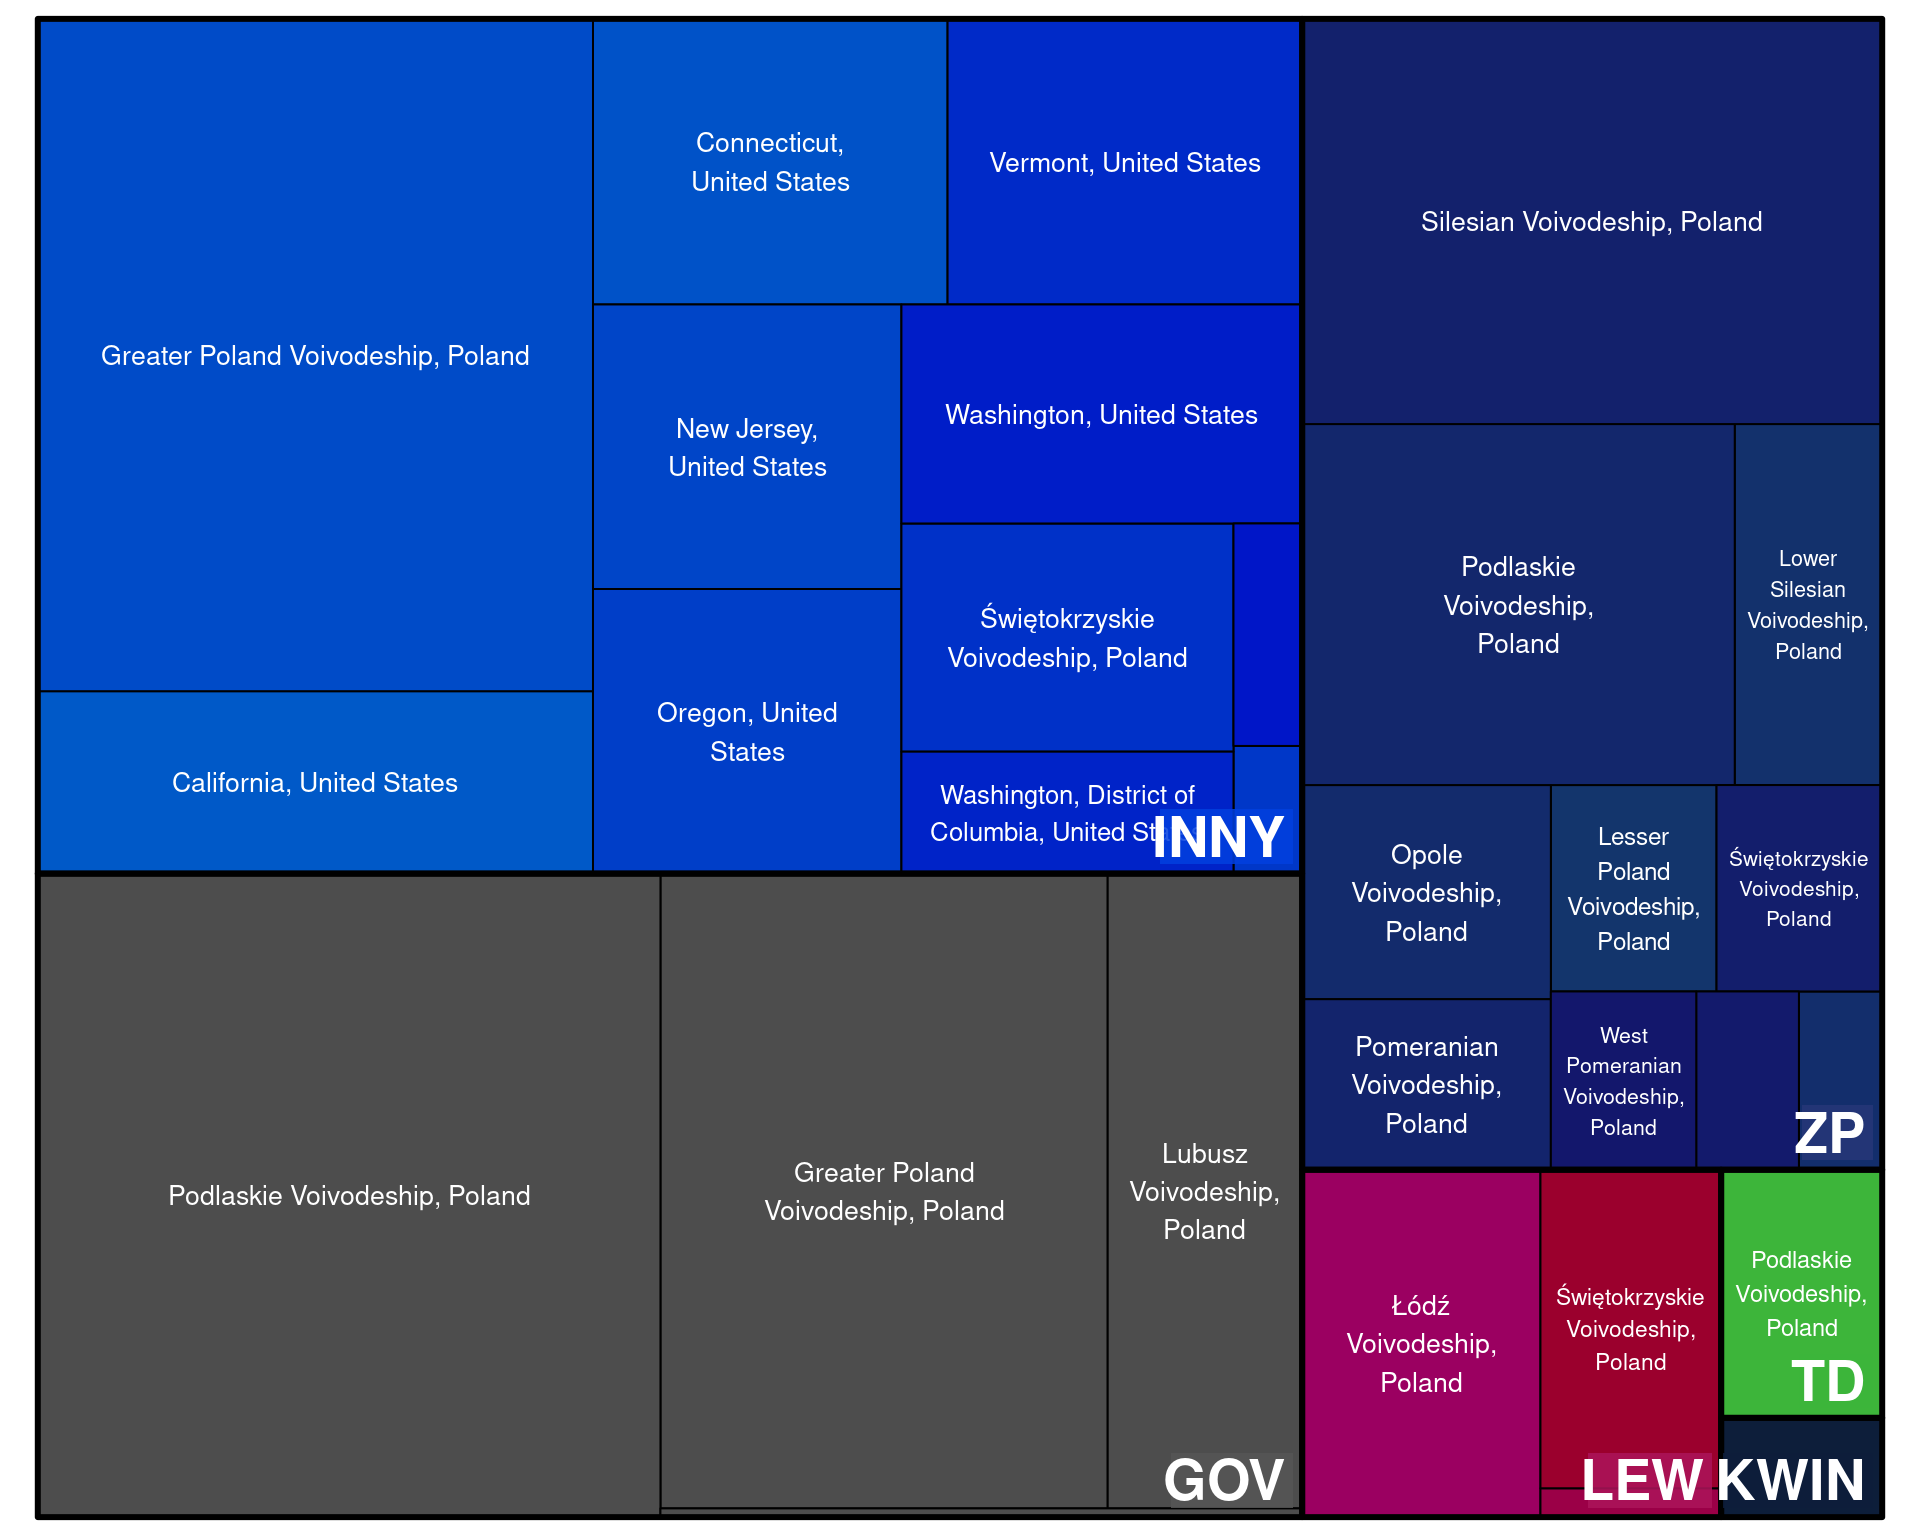 Greater Poland Voivodeship, Poland
California, United States
Connecticut,
United States
Vermont, United States
New Jersey,
United States
Washington, United States
Oregon, United
States
Świętokrzyskie
Voivodeship, Poland
Washington, District of
Columbia, United States
INNY
Podlaskie Voivodeship, Poland
Greater Poland
Voivodeship, Poland
Lubusz
Voivodeship,
Poland
GOV
Silesian Voivodeship, Poland
Podlaskie
Voivodeship,
Poland
Lower
Silesian
Voivodeship,
Poland
Opole
Voivodeship,
Poland
Lesser
Poland
Voivodeship,
Poland
Świętokrzyskie
Voivodeship,
Poland
Pomeranian
Voivodeship,
Poland
West
Pomeranian
Voivodeship,
Poland
ZP
Łódź
Voivodeship,
Poland
Świętokrzyskie
Voivodeship,
Poland
LEW
Podlaskie
Voivodeship,
Poland
TD
KWIN